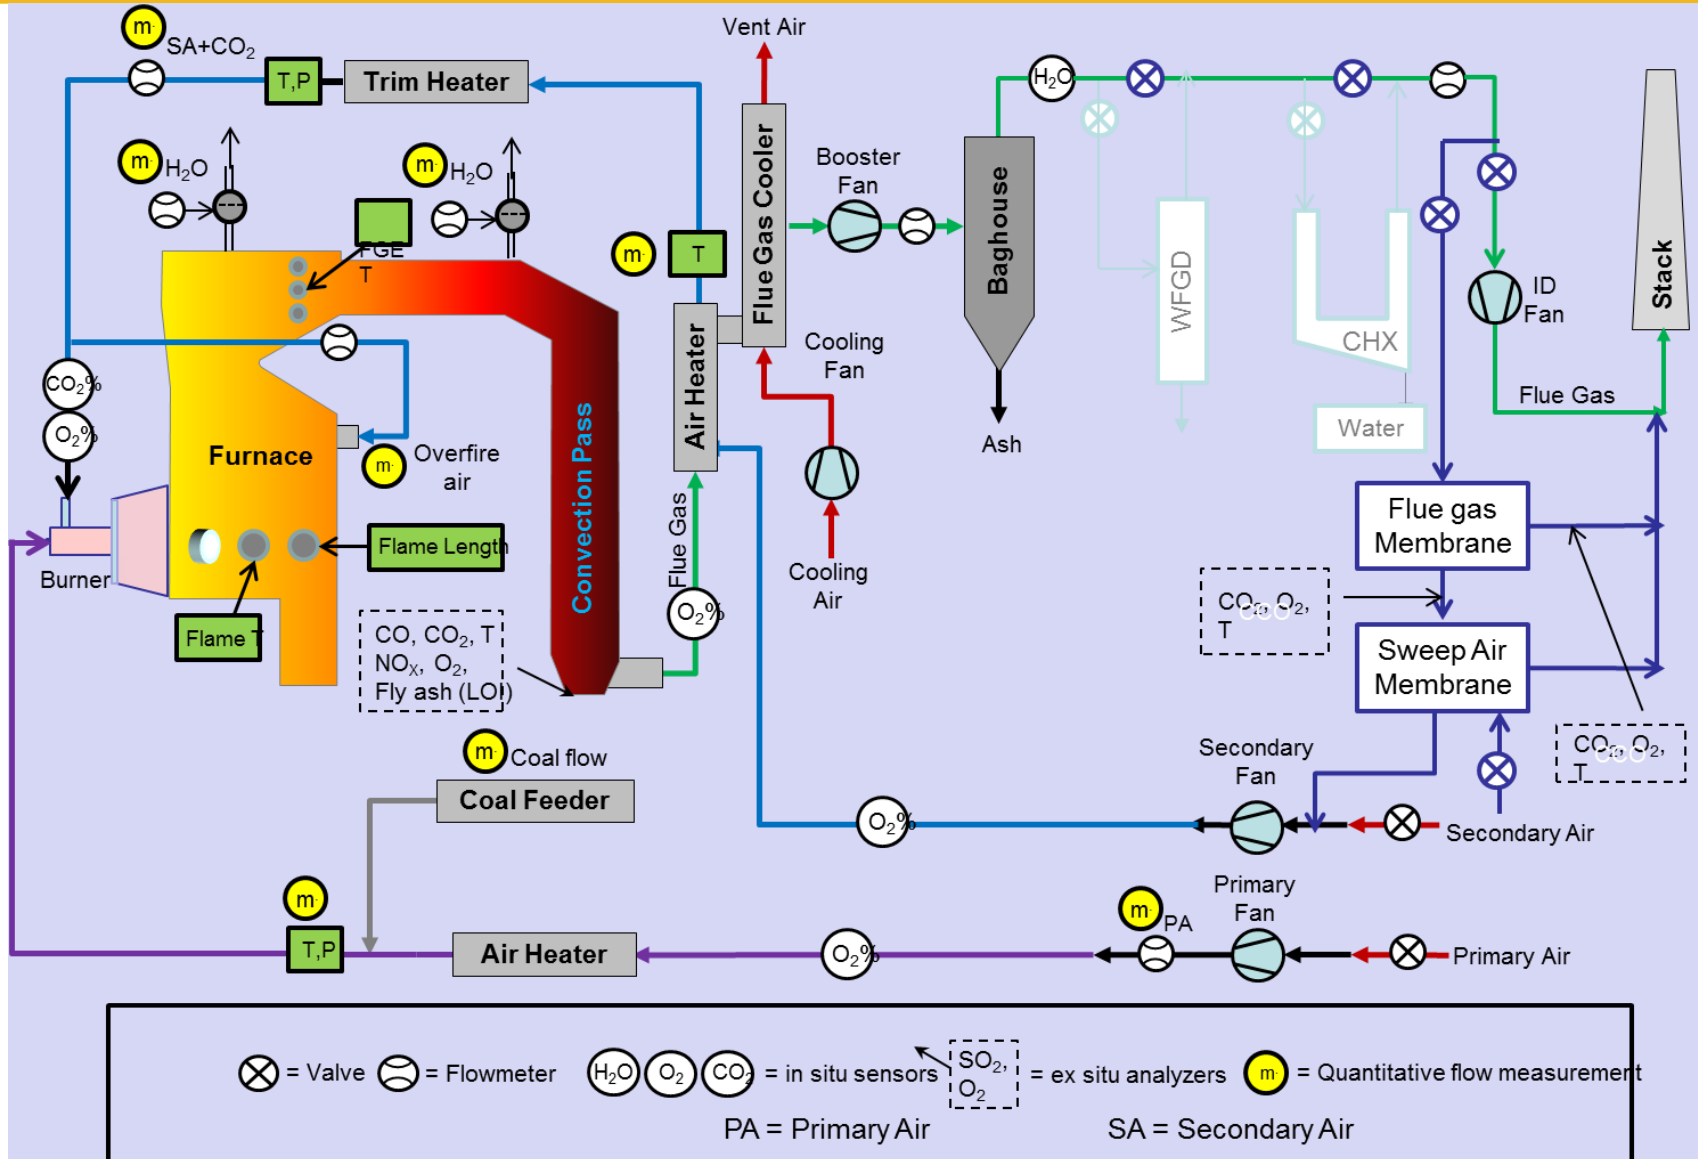 m·
SA+CO2
T,P
Trim Heater
Vent Air
m·
H2O
m·
H2O
FGE
T
m·
T
Flue Gas Cooler
Booster
Fan
Baghouse
H2O
WFGD
CHX
Water
ID
Fan
Stack
Flue Gas
CO2%
O2%
Furnace
m·
Overfire
air
Convection Pass
Air Heater
Cooling
Fan
Ash
Flame Length
Burner
Flame T
Flue Gas
O2%
Cooling
Air
CO, CO2, T
NOX, O2,
Fly ash (LOI)
Flue gas
Membrane
CO2, O2,
T
Sweep Air
Membrane
CO2, O2,
T
m·
Coal flow
Coal Feeder
O2%
Secondary
Fan
Secondary Air
m·
T,P
Air Heater
O2%
m·
PA
Primary
Fan
Primary Air
= Valve
= Flowmeter
H2O
O2
CO2
= in situ sensors
SO2,
O2
= ex situ analyzers
m·
= Quantitative flow measurement
PA = Primary Air
SA = Secondary Air